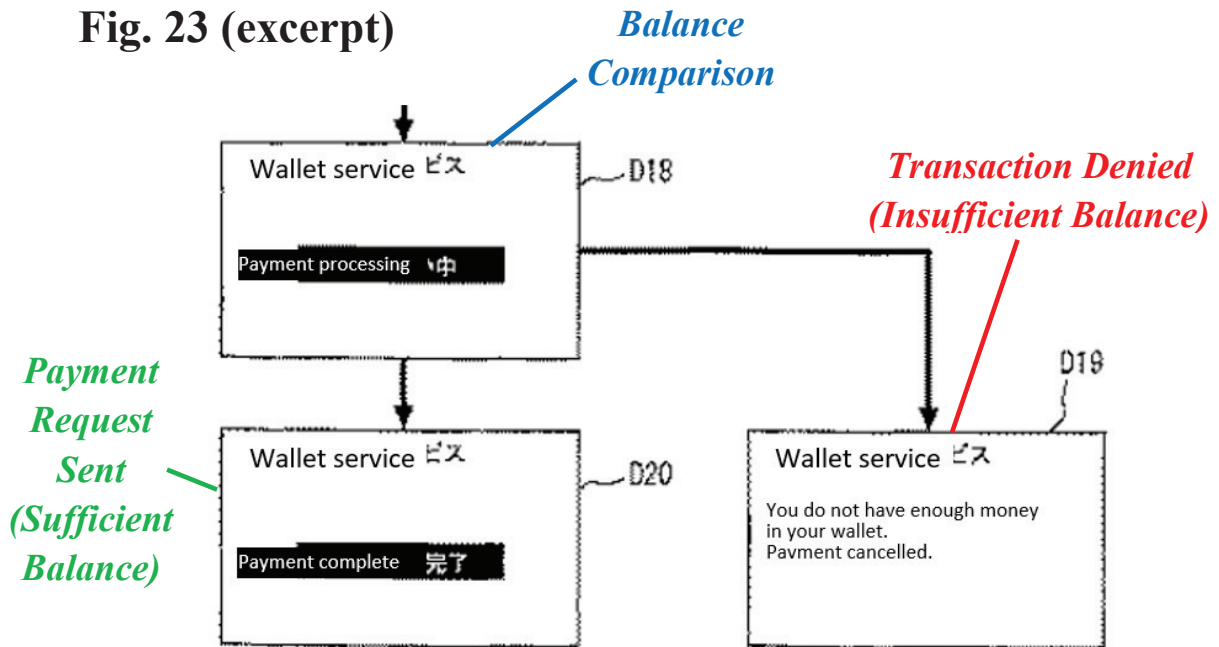 Fig. 23 (excerpt)
Balance
Comparison
Wallet service ビス
D18
Transaction Denied
(Insufficient Balance)
Payment processing 中
Payment
Request
Sent
(Sufficient
Balance)
D19
Wallet service ビス
D20
Payment complete 完了
Wallet service ビス
You do not have enough money
in your wallet.
Payment cancelled.